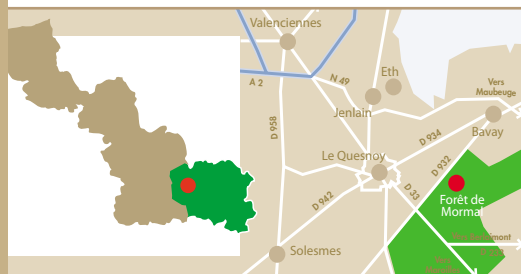 Valenciennes
A 2
N 49
Eth
Vers
Maubeuge
Jenlain
D 958
Bavay
D 934
Le Quesnoy
D 932
D 942
D 33
Forêt de
Mormal
Solesmes